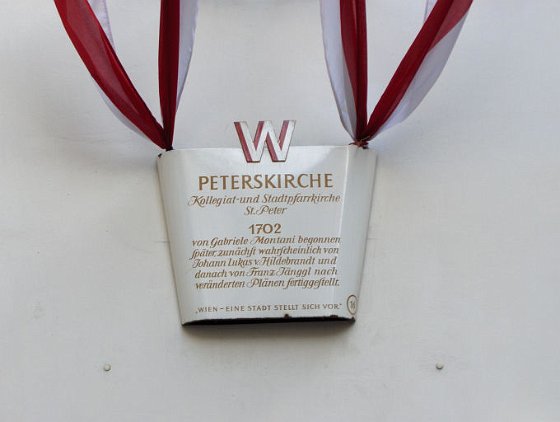 W
PETERSKIRCHE
Kollegiat-und Stadtpfarrkirche
St. Peter
1702
von Gabriele Montani begonnen
später, zunächst wahrscheinlich von
Johann Lukas v. Hildebrandt und
danach von Franz Jänggl nach
veränderten Plänen fertiggestellt.
„WIEN – EINE STADT STELLT SICH VOR"